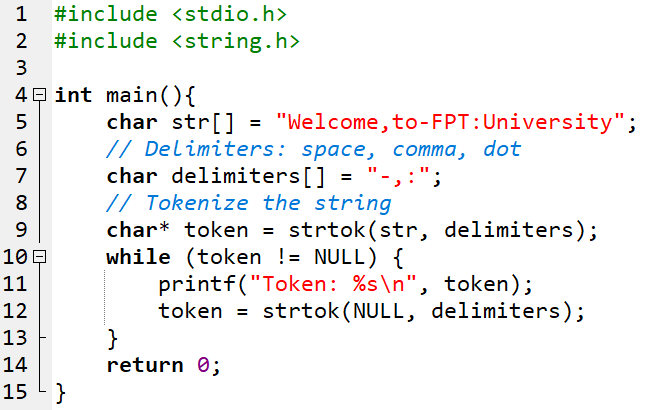 1 #include <stdio.h>
2 #include <string.h>
3
4 int main(){
5 char str[] = "Welcome,to-FPT:University";
6 // Delimiters: space, comma, dot
7 char delimiters[] = "-,:";
8 // Tokenize the string
9 char* token = strtok(str, delimiters);
10 while (token != NULL) {
11 printf("Token: %s\n", token);
12 token = strtok(NULL, delimiters);
13 }
14 return 0;
15 }